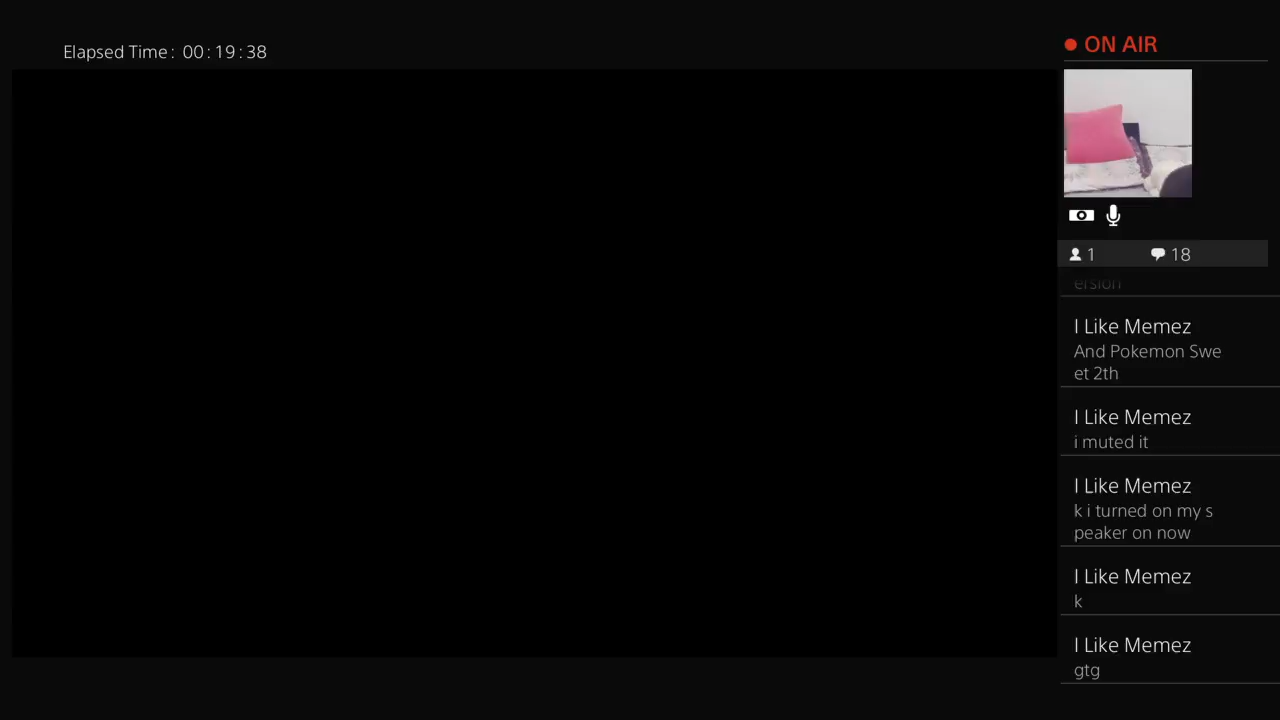 Elapsed Time: 00:19:38
ON AIR
1 18
ersion
I Like Memez
And Pokemon Swe
et 2th
I Like Memez
i muted it
I Like Memez
k i turned on my s
peaker on now
I Like Memez
k
I Like Memez
gtg